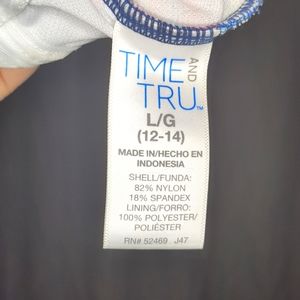 TIME AND
TRU™
L/G
(12-14)
MADE IN/HECHO EN
INDONESIA
SHELL/FUNDA:
82% NYLON
18% SPANDEX
LINING/FORRO:
100% POLYESTER/
POLIÉSTER
RN# 52469 J47